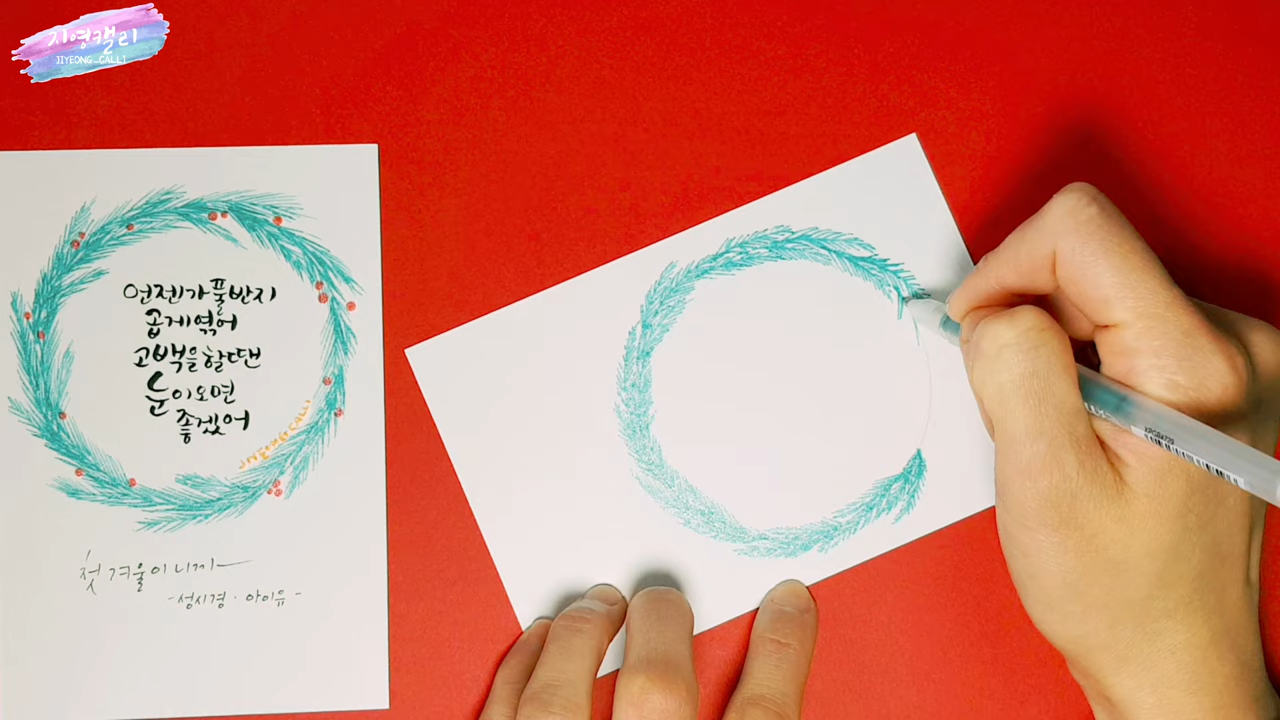 지영캘리
JIYEONG_CALLI
언젠가 풀반지
곱게 엮어
고백을 할 땐
눈이 오면
좋겠어
첫 겨울이니까
-성시경·아이유-